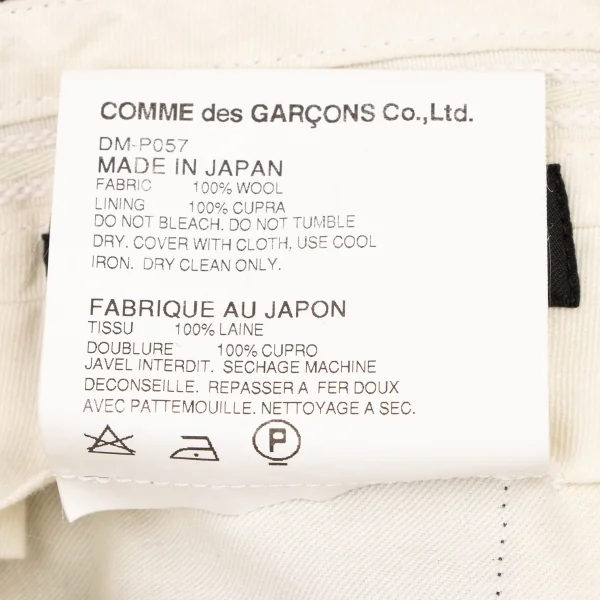 COMME des GARÇONS Co.,Ltd.
DM-P057
MADE IN JAPAN
FABRIC 100% WOOL
LINING 100% CUPRA
DO NOT BLEACH. DO NOT TUMBLE
DRY. COVER WITH CLOTH, USE COOL
IRON. DRY CLEAN ONLY.
FABRIQUE AU JAPON
TISSU 100% LAINE
DOUBLURE 100% CUPRO
JAVEL INTERDIT. SECHAGE MACHINE
DECONSEILLE. REPASSER A FER DOUX
AVEC PATTEMOUILLE. NETTOYAGE A SEC.
P